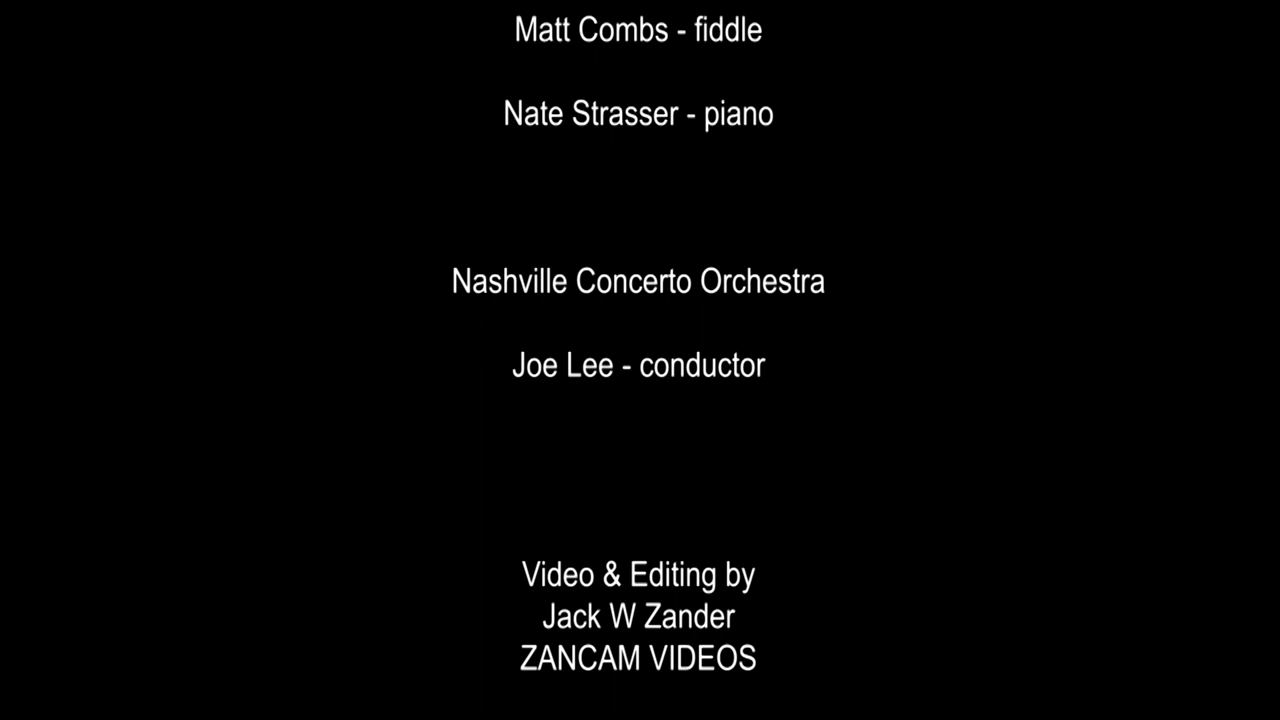 Matt Combs - fiddle
Nate Strasser - piano
Nashville Concerto Orchestra
Joe Lee - conductor
Video & Editing by
Jack W Zander
ZANCAM VIDEOS